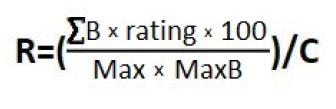 R=(∑B × rating × 100
Max × MaxB)/C